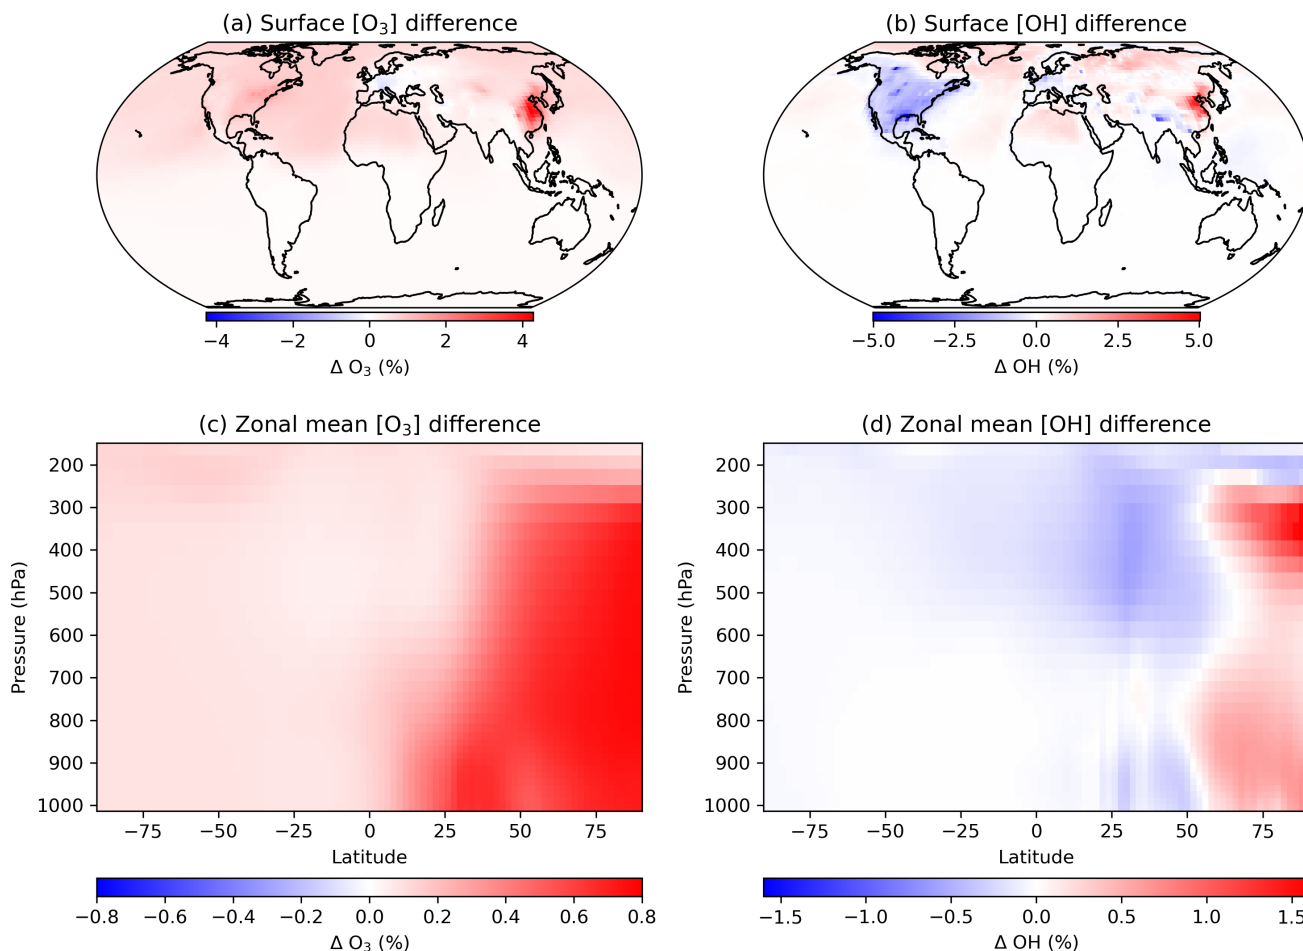 (a) Surface [O₃] difference
(b) Surface [OH] difference
−4 −2 0 2 4
Δ O₃ (%)
−5.0 −2.5 0.0 2.5 5.0
Δ OH (%)
(c) Zonal mean [O₃] difference
(d) Zonal mean [OH] difference
200
300
400
500
600
700
800
900
1000
Pressure (hPa)
−75 −50 −25 0 25 50 75
Latitude
−0.8 −0.6 −0.4 −0.2 0.0 0.2 0.4 0.6 0.8
Δ O₃ (%)
200
300
400
500
600
700
800
900
1000
Pressure (hPa)
−75 −50 −25 0 25 50 75
Latitude
−1.5 −1.0 −0.5 0.0 0.5 1.0 1.5
Δ OH (%)